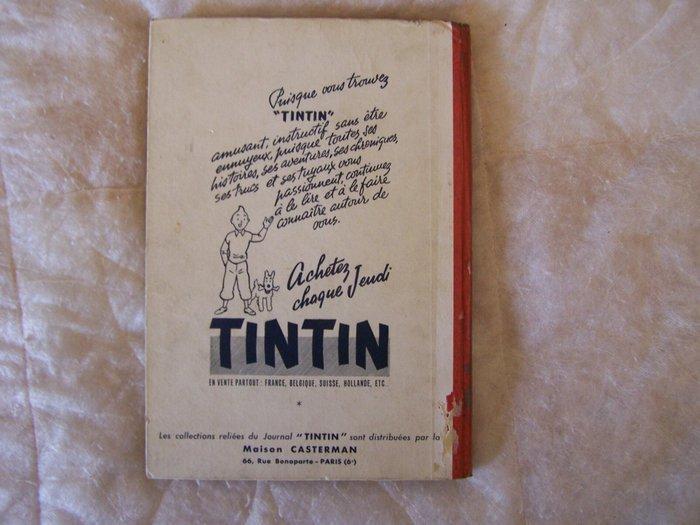 Puisque vous trouvez
"TINTIN"
amusant, instructif sans être
ennuyeux, puisque toutes ses
histoires, ses aventures, ses chroniques,
ses trucs et ses tuyaux vous
passionnent, continuez
à le lire et à le faire
connaître autour de
vous.
Achetez
chaque Jeudi
TINTIN
EN VENTE PARTOUT : FRANCE, BELGIQUE, SUISSE, HOLLANDE, ETC..
*
Les collections reliées du Journal "TINTIN" sont distribuées par la
Maison CASTERMAN
66, Rue Bonaparte - PARIS (6e)